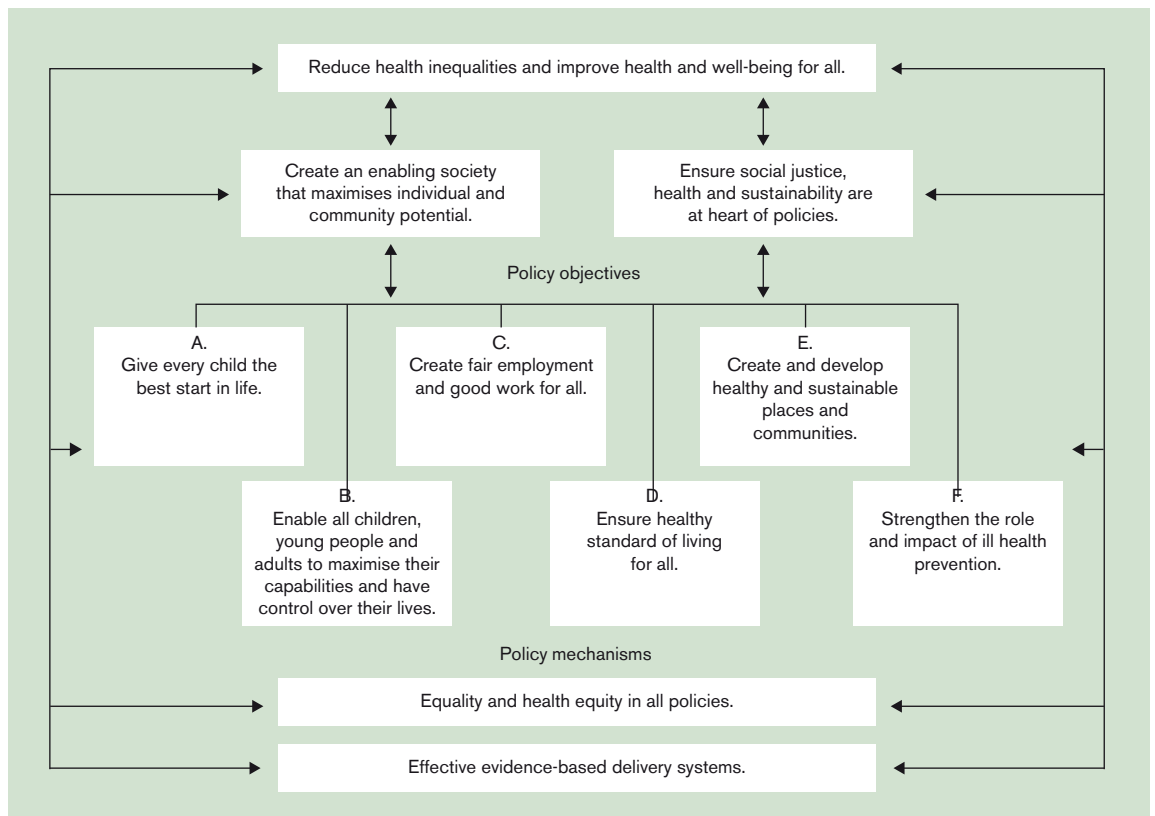 Reduce health inequalities and improve health and well-being for all.
Create an enabling society
that maximises individual and
community potential.
Ensure social justice,
health and sustainability are
at heart of policies.
Policy objectives
A.
Give every child the
best start in life.
C.
Create fair employment
and good work for all.
E.
Create and develop
healthy and sustainable
places and
communities.
B.
Enable all children,
young people and
adults to maximise their
capabilities and have
control over their lives.
D.
Ensure healthy
standard of living
for all.
F.
Strengthen the role
and impact of ill health
prevention.
Policy mechanisms
Equality and health equity in all policies.
Effective evidence-based delivery systems.